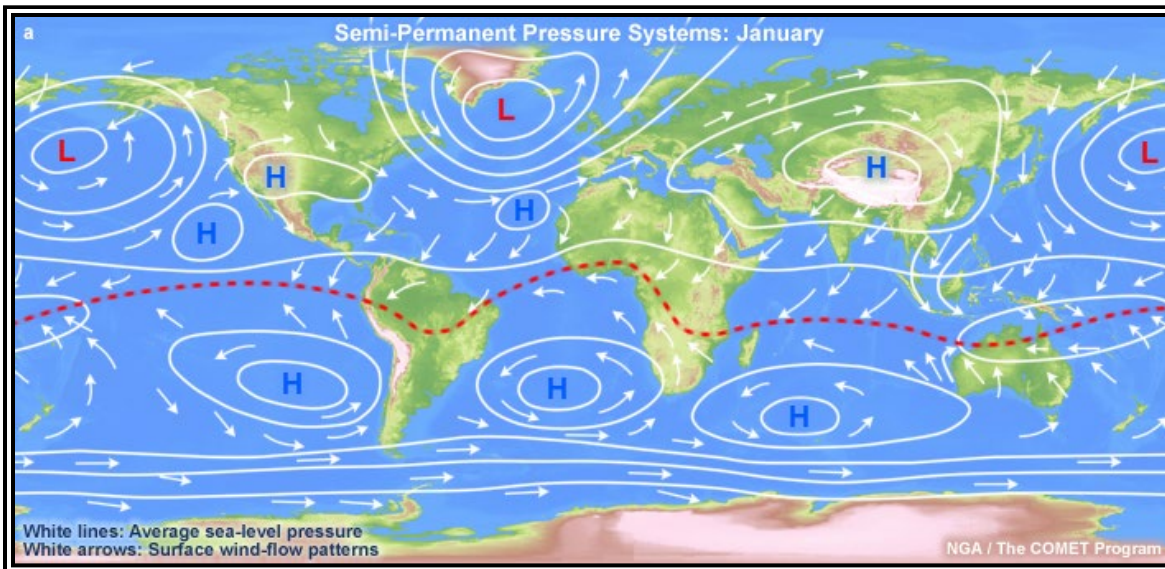 a
Semi-Permanent Pressure Systems: January
L
L
H
H
L
H
H
H
H
H
White lines: Average sea-level pressure
White arrows: Surface wind-flow patterns
NGA / The COMET Program